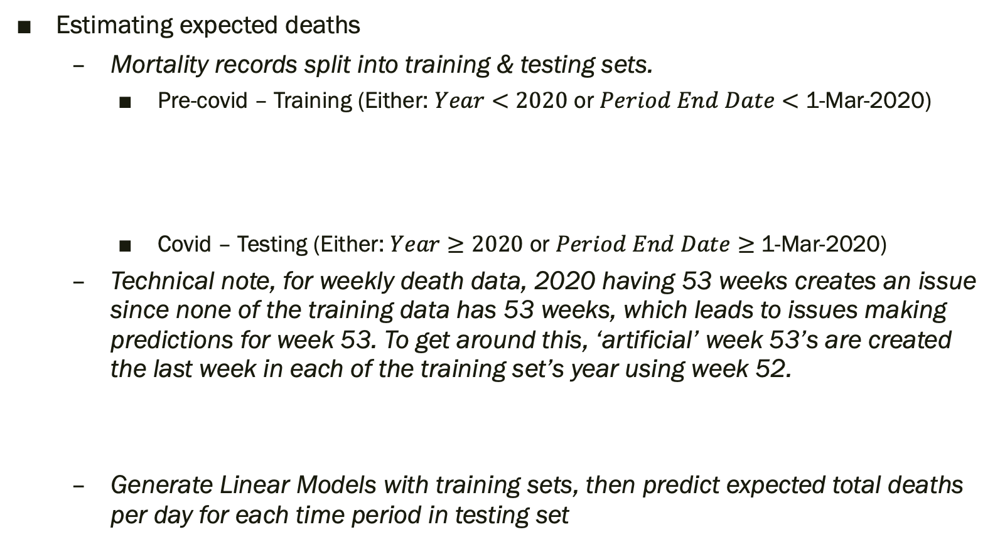 ▪ Estimating expected deaths
– Mortality records split into training & testing sets.
▪ Pre-covid – Training (Either: Year < 2020 or Period End Date < 1-Mar-2020)
▪ Covid – Testing (Either: Year ≥ 2020 or Period End Date ≥ 1-Mar-2020)
– Technical note, for weekly death data, 2020 having 53 weeks creates an issue
since none of the training data has 53 weeks, which leads to issues making
predictions for week 53. To get around this, ‘artificial’ week 53’s are created
the last week in each of the training set’s year using week 52.
– Generate Linear Models with training sets, then predict expected total deaths
per day for each time period in testing set